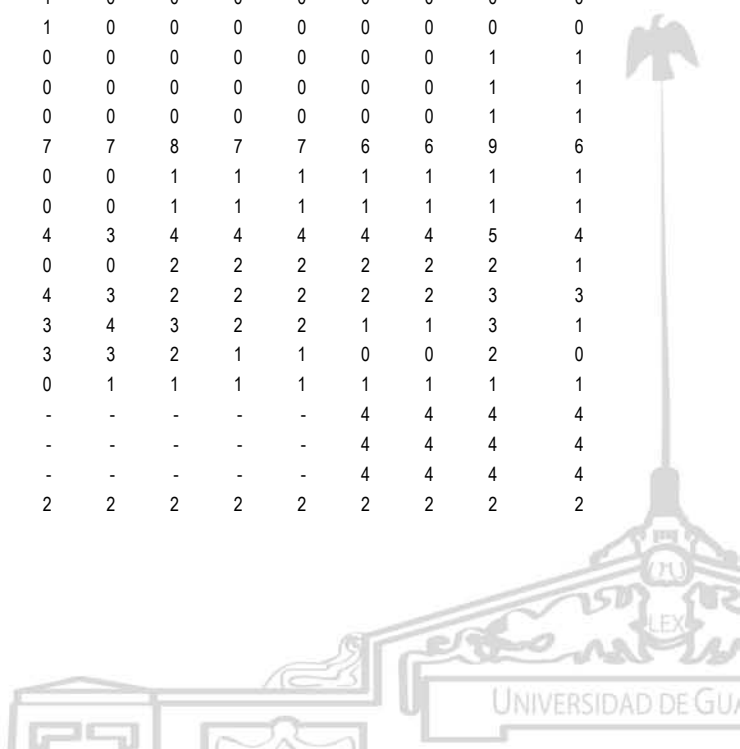 1 0 0 0 0 0 0 0 0
0 0 0 0 0 0 0 1 1
0 0 0 0 0 0 0 1 1
0 0 0 0 0 0 0 1 1
7 7 8 7 7 6 6 9 6
0 0 1 1 1 1 1 1 1
0 0 1 1 1 1 1 1 1
4 3 4 4 4 4 4 5 4
0 0 2 2 2 2 2 2 1
4 3 2 2 2 2 2 3 3
3 4 3 2 2 1 1 3 1
3 3 2 1 1 0 0 2 0
0 1 1 1 1 1 1 1 1
- - - - - 4 4 4 4
- - - - - 4 4 4 4
- - - - - 4 4 4 4
2 2 2 2 2 2 2 2 2
LEX
UNIVERSIDAD DE GUA